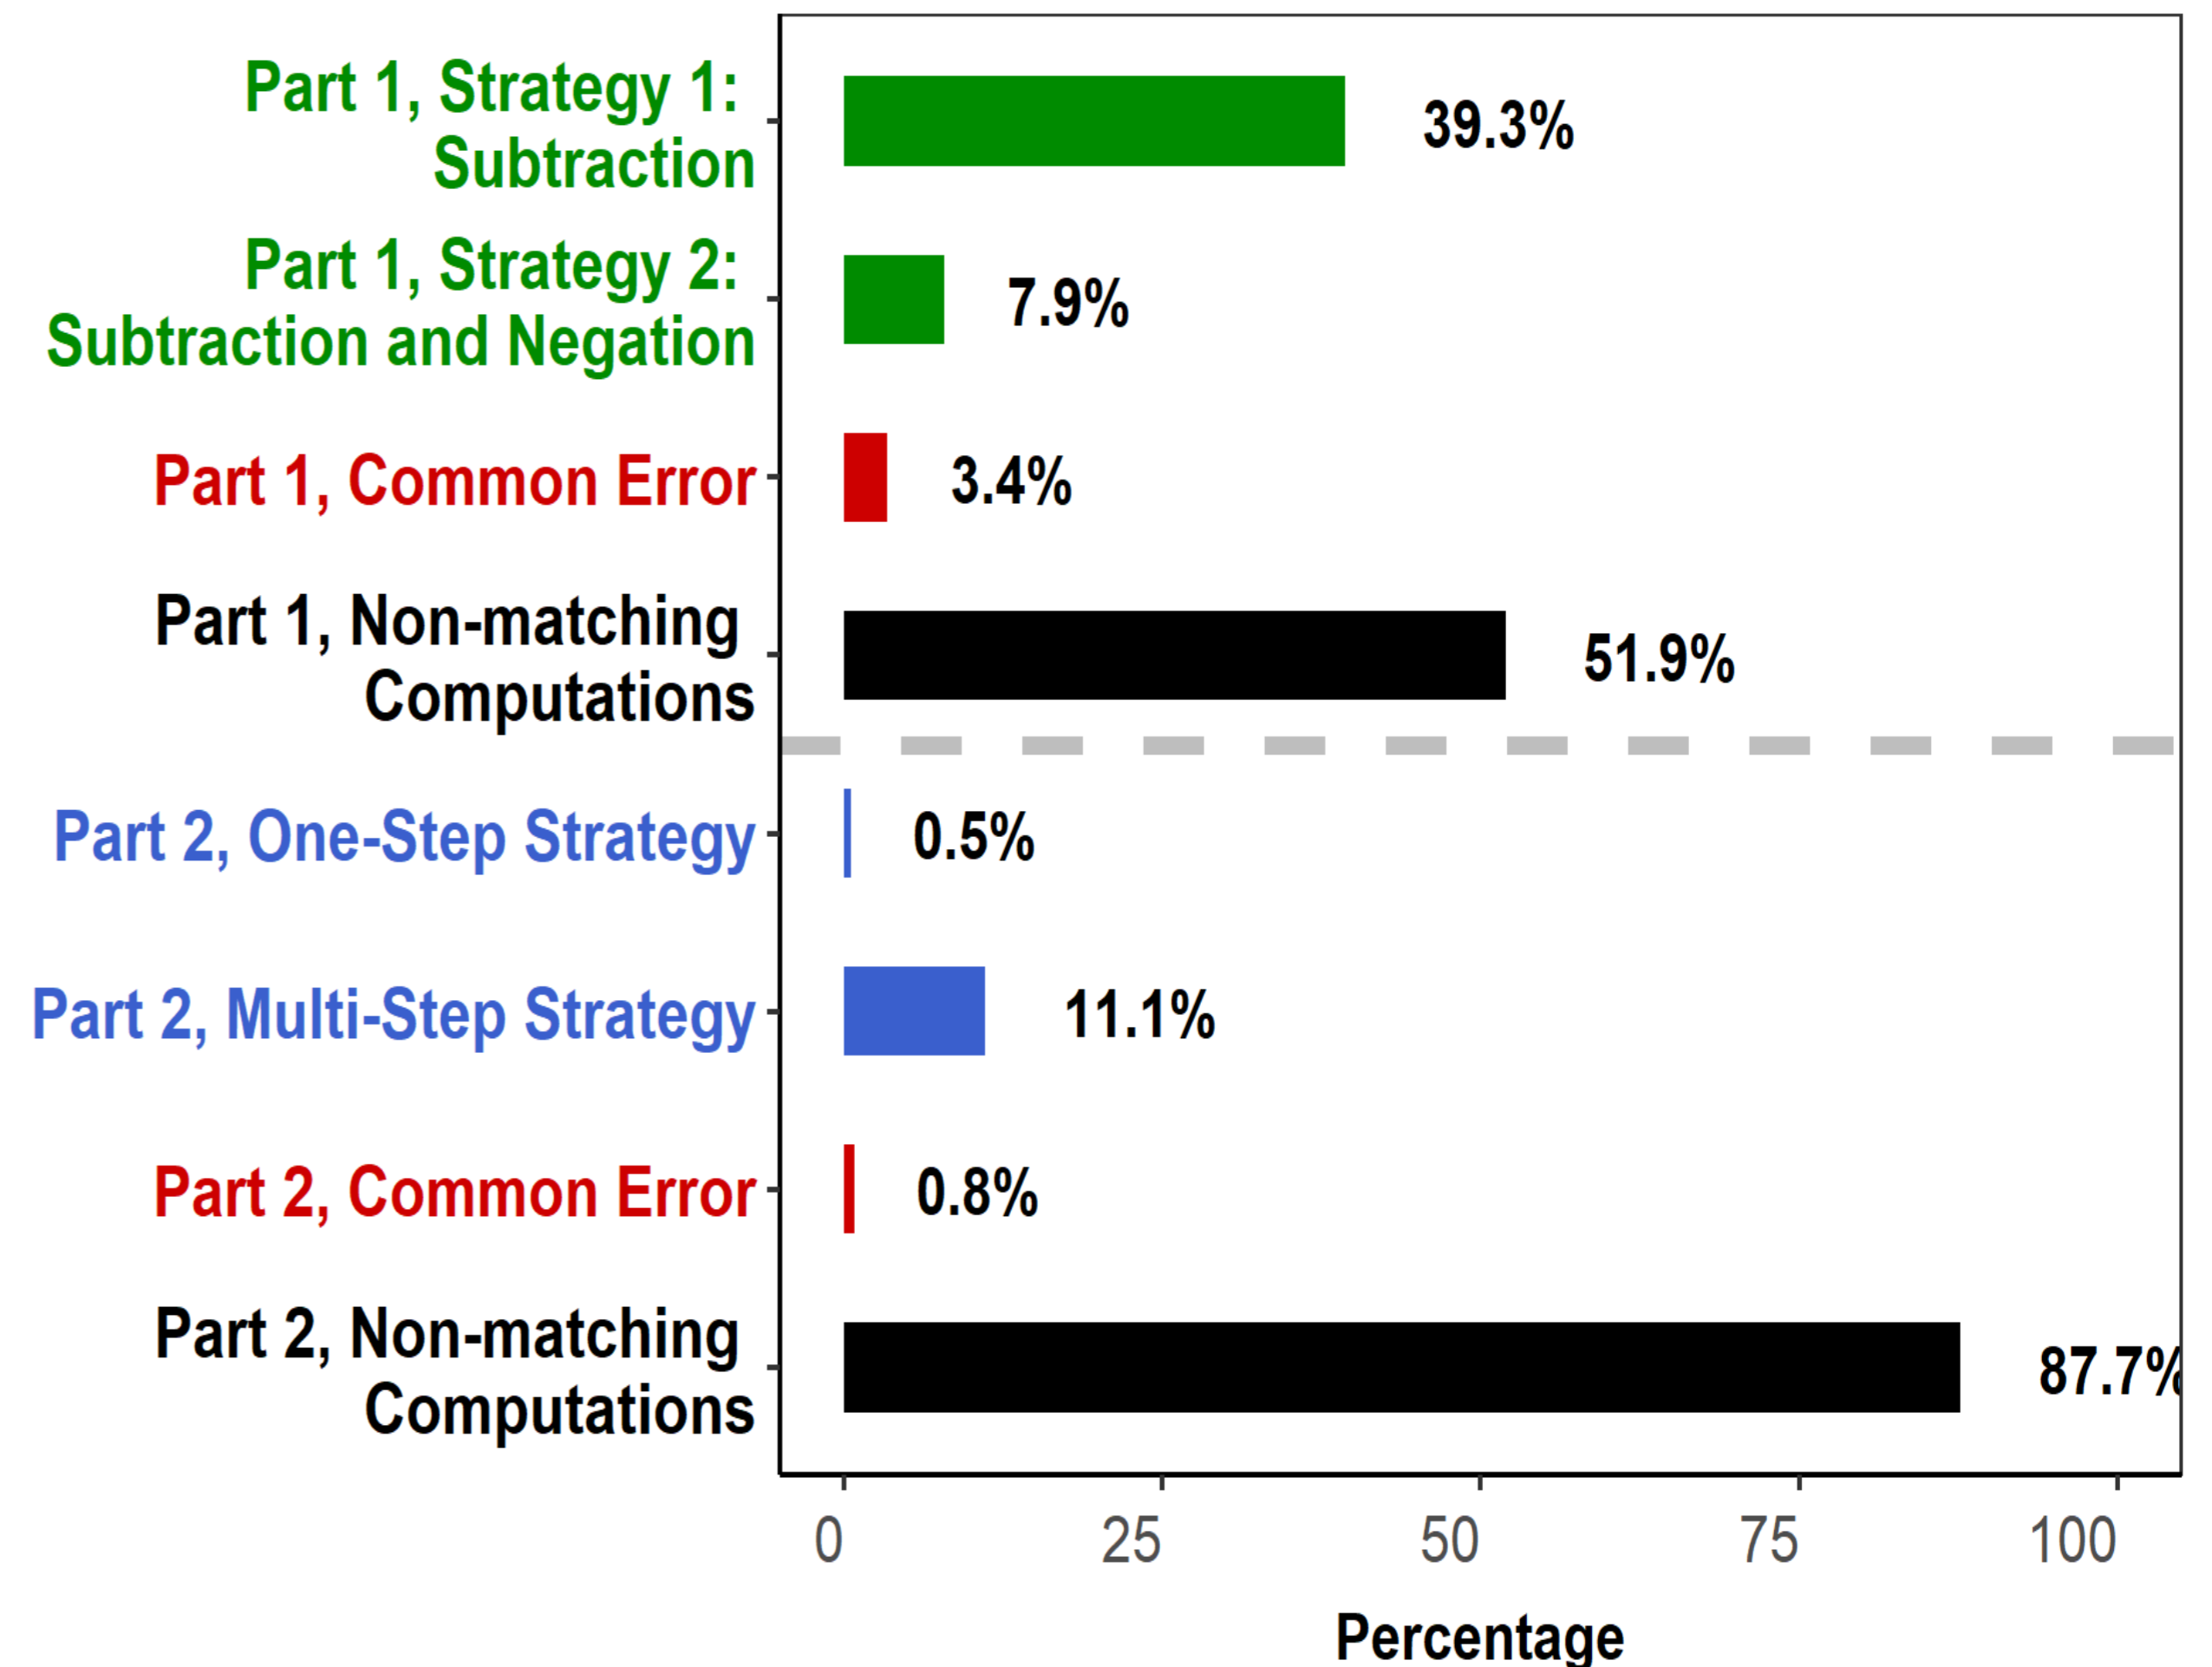 Part 1, Strategy 1:
Subtraction
39.3%
Part 1, Strategy 2:
Subtraction and Negation
7.9%
Part 1, Common Error
3.4%
Part 1, Non-matching
Computations
51.9%
Part 2, One-Step Strategy
0.5%
Part 2, Multi-Step Strategy
11.1%
Part 2, Common Error
0.8%
Part 2, Non-matching
Computations
87.7%
0 25 50 75 100
Percentage